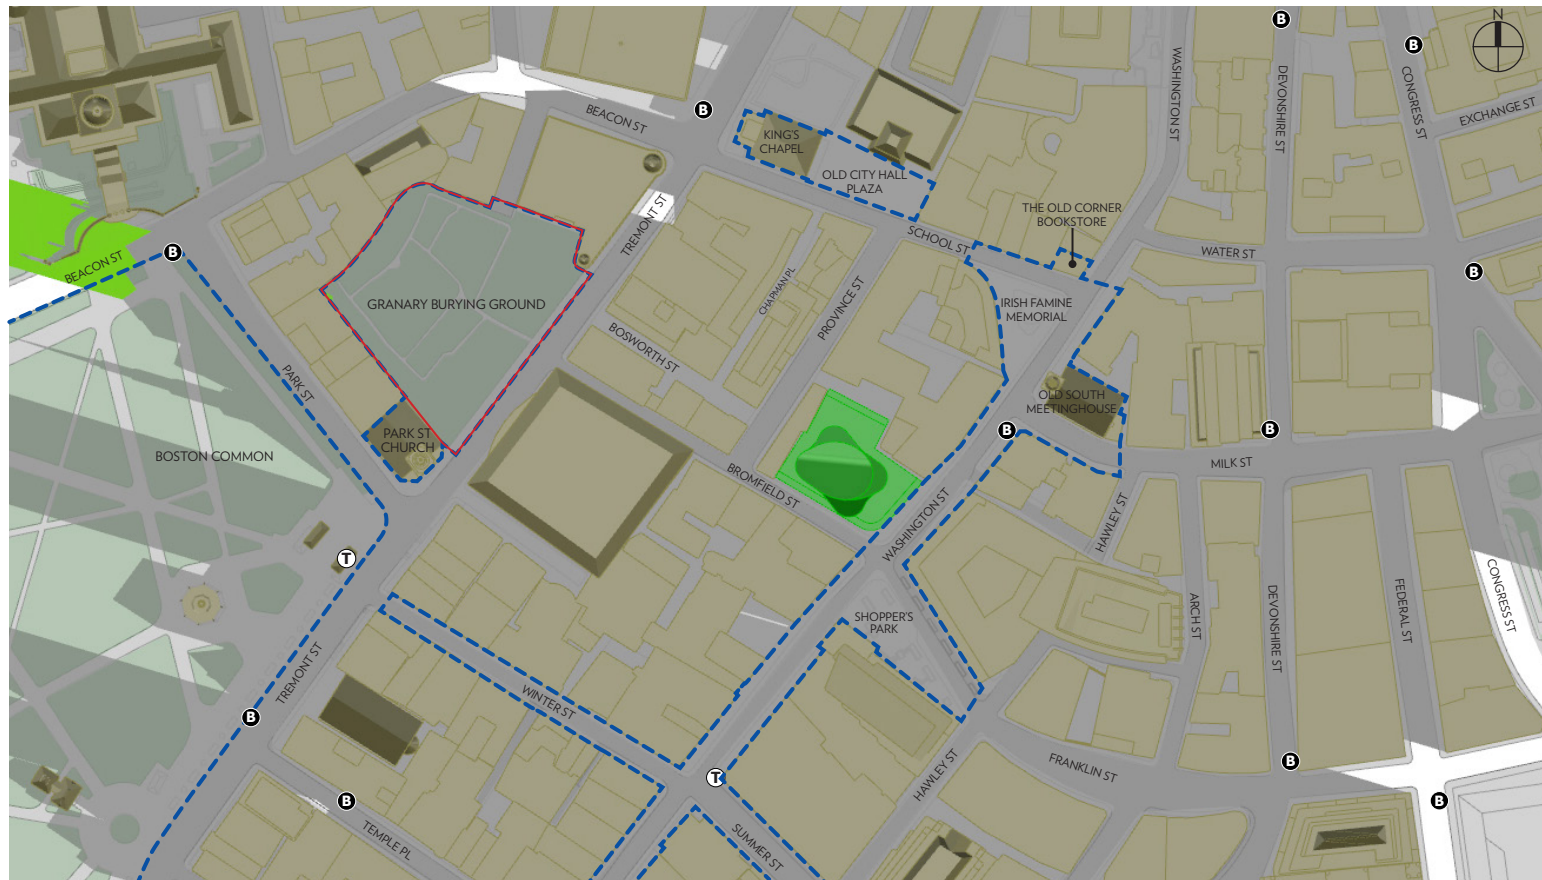 N
B
B
B
BEACON ST
WASHINGTON ST
DEVONSHIRE ST
CONGRESS ST
EXCHANGE ST
KING'S
CHAPEL
OLD CITY HALL
PLAZA
TREMONT ST
THE OLD CORNER
BOOKSTORE
SCHOOL ST
WATER ST
B
B
BEACON ST
GRANARY BURYING GROUND
CHAPMAN PL
PROVINCE ST
IRISH FAMINE
MEMORIAL
BOSWORTH ST
PARK ST
OLD SOUTH
MEETINGHOUSE
PARK ST
CHURCH
B
B
BOSTON COMMON
BROMFIELD ST
MILK ST
WASHINGTON ST
HAWLEY ST
T
SHOPPER'S
PARK
ARCH ST
DEVONSHIRE ST
FEDERAL ST
CONGRESS ST
TREMONT ST
WINTER ST
B
T
HAWLEY ST
FRANKLIN ST
B
B
B
TEMPLE PL
SUMMER ST